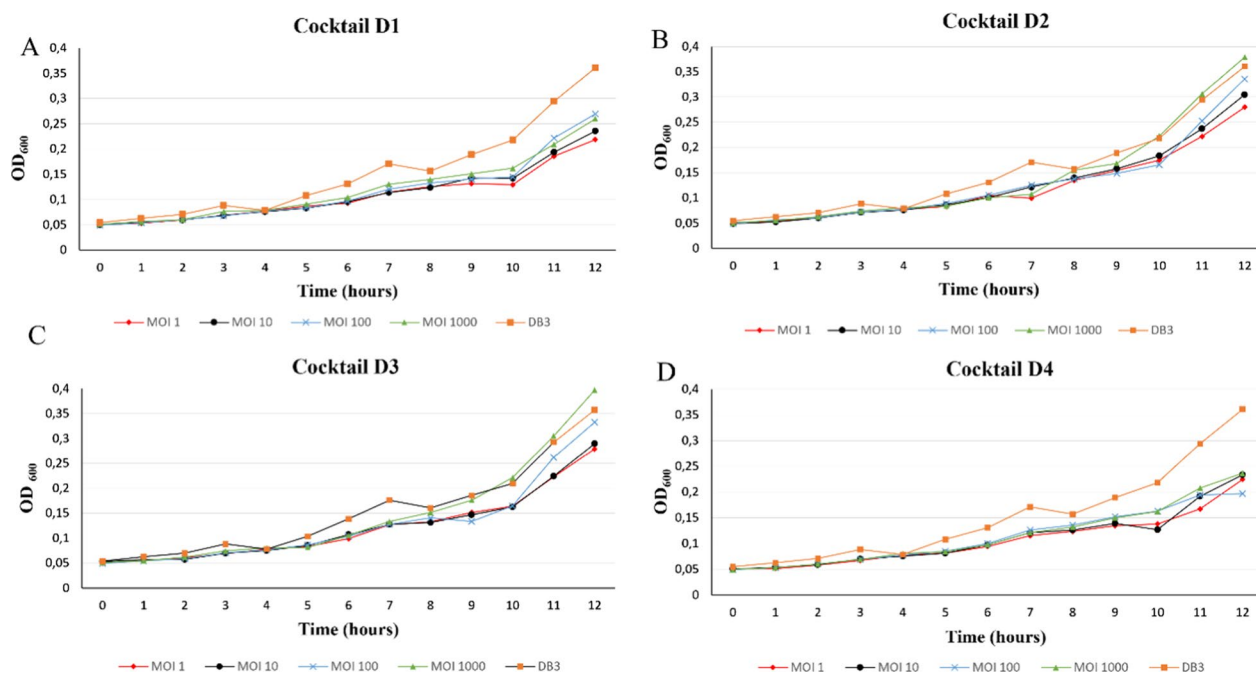 A
Cocktail D1
0,4
0,35
0,3
0,25
0,2
0,15
0,1
0,05
0
OD600
0 1 2 3 4 5 6 7 8 9 10 11 12
Time (hours)
MOI 1 MOI 10 MOI 100 MOI 1000 DB3
B
Cocktail D2
0,4
0,35
0,3
0,25
0,2
0,15
0,1
0,05
0
OD600
0 1 2 3 4 5 6 7 8 9 10 11 12
Time (hours)
MOI 1 MOI 10 MOI 100 MOI 1000 DB3
C
Cocktail D3
0,4
0,35
0,3
0,25
0,2
0,15
0,1
0,05
0
OD 600
0 1 2 3 4 5 6 7 8 9 10 11 12
Time (hours)
MOI 1 MOI 10 MOI 100 MOI 1000 DB3
D
Cocktail D4
0,4
0,35
0,3
0,25
0,2
0,15
0,1
0,05
0
OD600
0 1 2 3 4 5 6 7 8 9 10 11 12
Time (hours)
MOI 1 MOI 10 MOI 100 MOI 1000 DB3